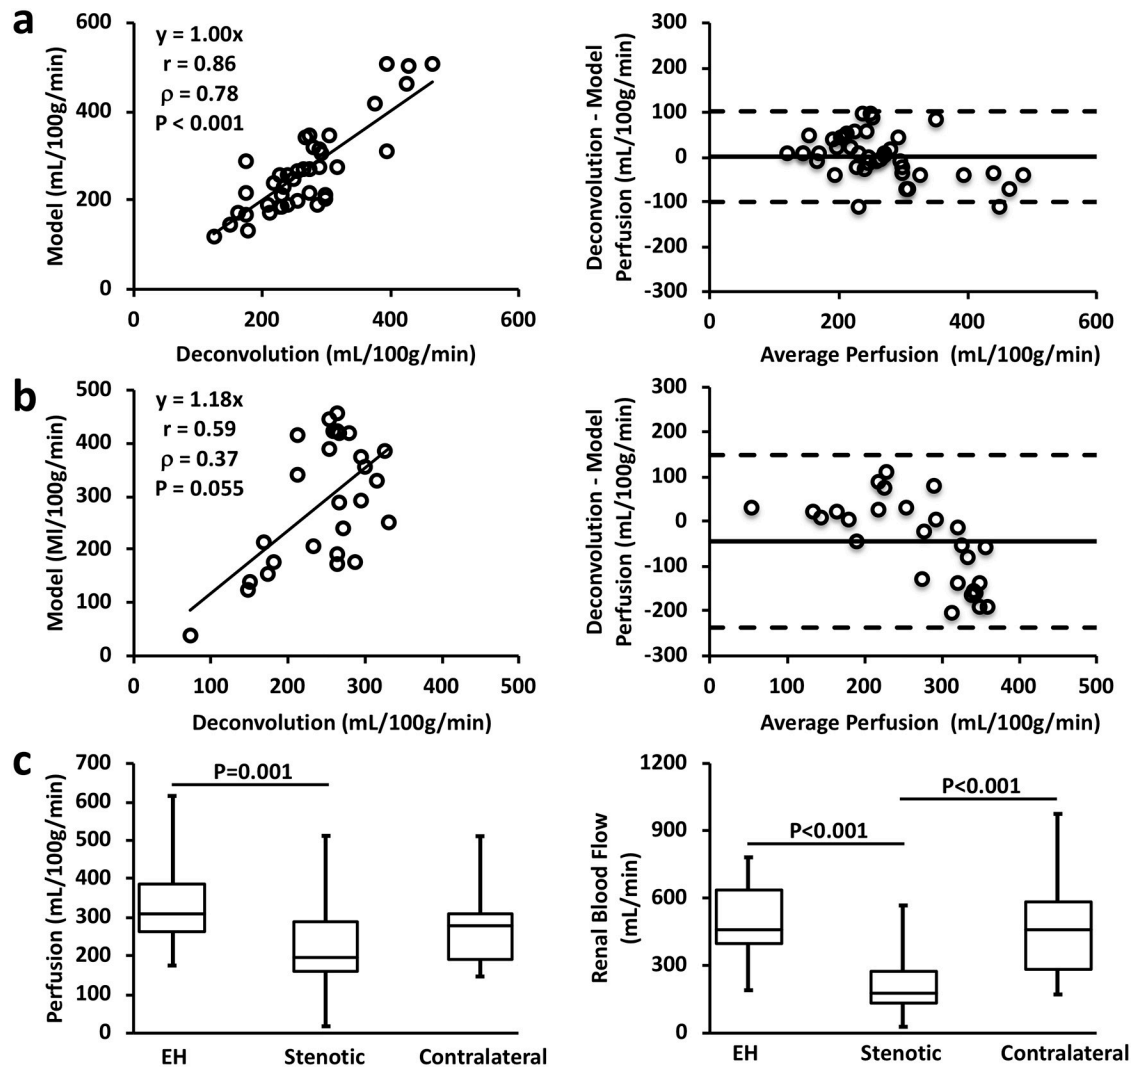 a
600
400
200
0
0
200
400
600
Model (mL/100g/min)
Deconvolution (mL/100g/min)
y = 1.00x
r = 0.86
ρ = 0.78
P < 0.001
300
200
100
0
-100
-200
-300
0
200
400
600
Deconvolution - Model
Perfusion (mL/100g/min)
Average Perfusion (mL/100g/min)
b
500
400
300
200
100
0
0
100
200
300
400
500
Model (Ml/100g/min)
Deconvolution (mL/100g/min)
y = 1.18x
r = 0.59
ρ = 0.37
P = 0.055
300
200
100
0
-100
-200
-300
0
100
200
300
400
500
Deconvolution - Model
Perfusion (mL/100g/min)
Average Perfusion (mL/100g/min)
c
700
600
500
400
300
200
100
0
Perfusion (mL/100g/min)
P=0.001
EH
Stenotic
Contralateral
1200
900
600
300
0
Renal Blood Flow
(mL/min)
P<0.001
P<0.001
EH
Stenotic
Contralateral